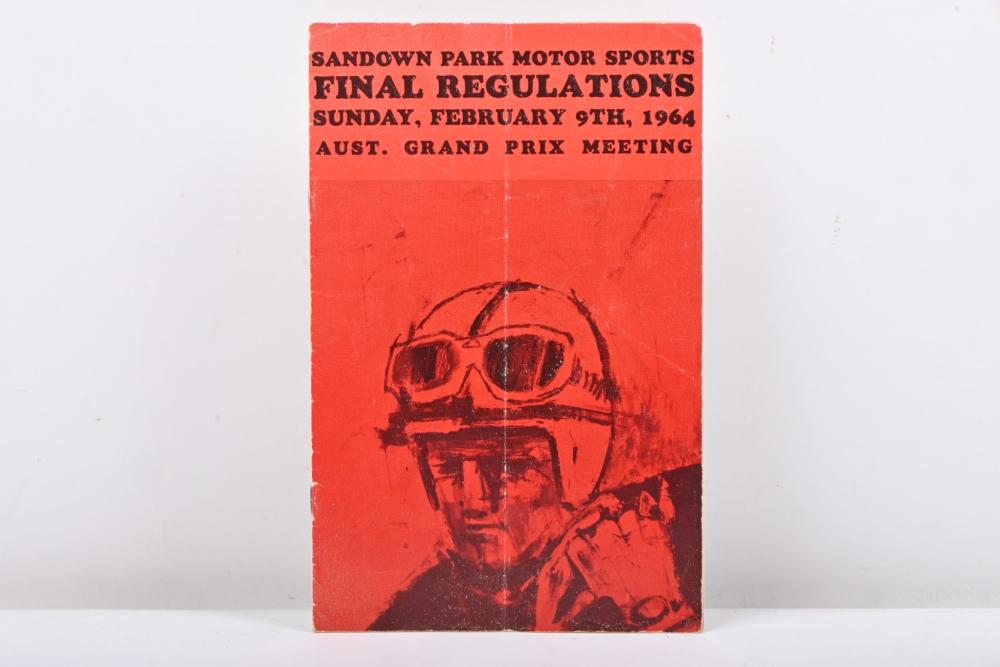 SANDOWN PARK MOTOR SPORTS
FINAL REGULATIONS
SUNDAY, FEBRUARY 9TH, 1964
AUST. GRAND PRIX MEETING